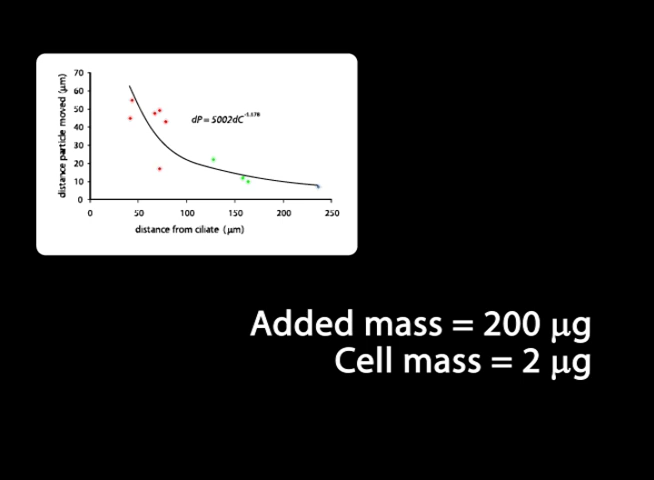 distance particle moved (μm)
70
60
50
40
30
20
10
0
dP = 5002dC
0 50 100 150 200 250
distance from ciliate (μm)
Added mass = 200 μg
Cell mass = 2 μg